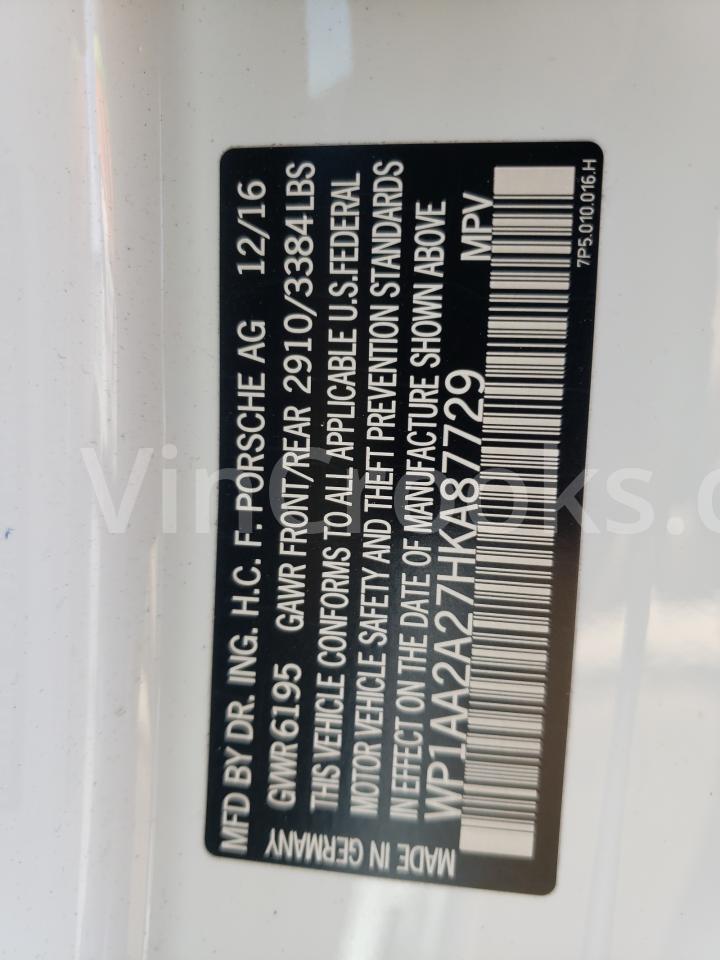 MFD BY DR. ING. H.C. F. PORSCHE AG 12/16
GWWR 6195 GAWR FRONT/REAR 2910/3384LBS
THIS VEHICLE CONFORMS TO ALL APPLICABLE U.S.FEDERAL
MOTOR VEHICLE SAFETY AND THEFT PREVENTION STANDARDS
IN EFFECT ON THE DATE OF MANUFACTURE SHOWN ABOVE
WP1AA2A27HKA87729 MPV
MADE IN GERMANY
7P5.010.016.H
VinCrooks.c